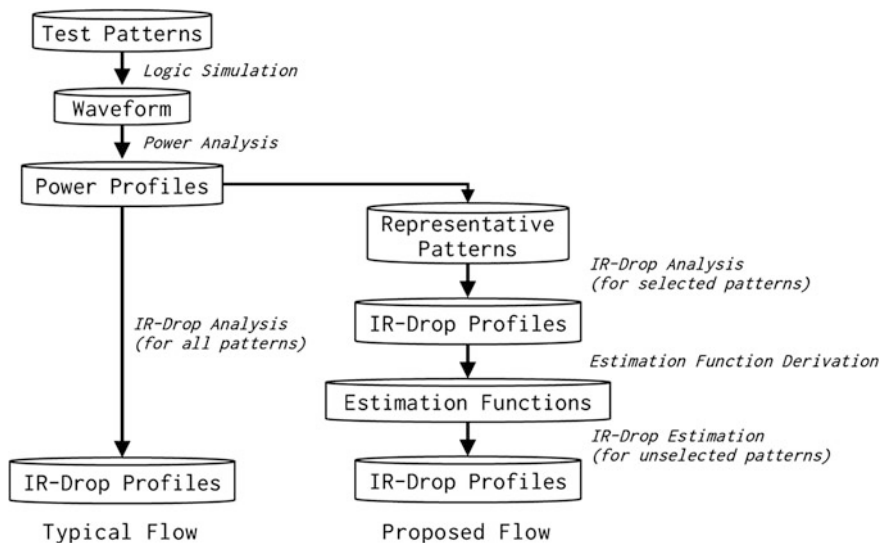 Test Patterns
Logic Simulation
Waveform
Power Analysis
Power Profiles
Representative
Patterns
IR-Drop Analysis
(for selected patterns)
IR-Drop Profiles
IR-Drop Analysis
(for all patterns)
Estimation Function Derivation
Estimation Functions
IR-Drop Estimation
(for unselected patterns)
IR-Drop Profiles
IR-Drop Profiles
Typical Flow
Proposed Flow